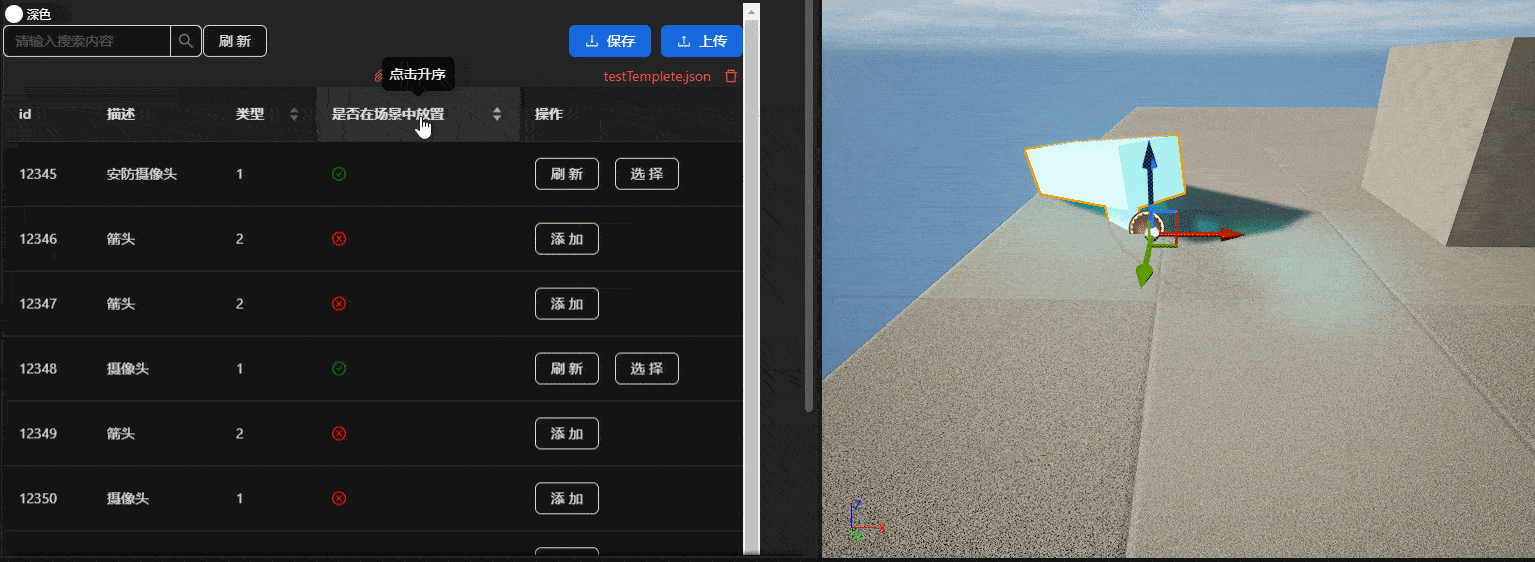 深色
请输入搜索内容 刷 新 保存 上传
点击升序 testTemplete.json
id 描述 类型 是否在场景中放置 操作
12345 安防摄像头 1 刷 新 选 择
12346 箭头 2 添 加
12347 箭头 2 添 加
12348 摄像头 1 刷 新 选 择
12349 箭头 2 添 加
12350 摄像头 1 添 加
Z
X
Y